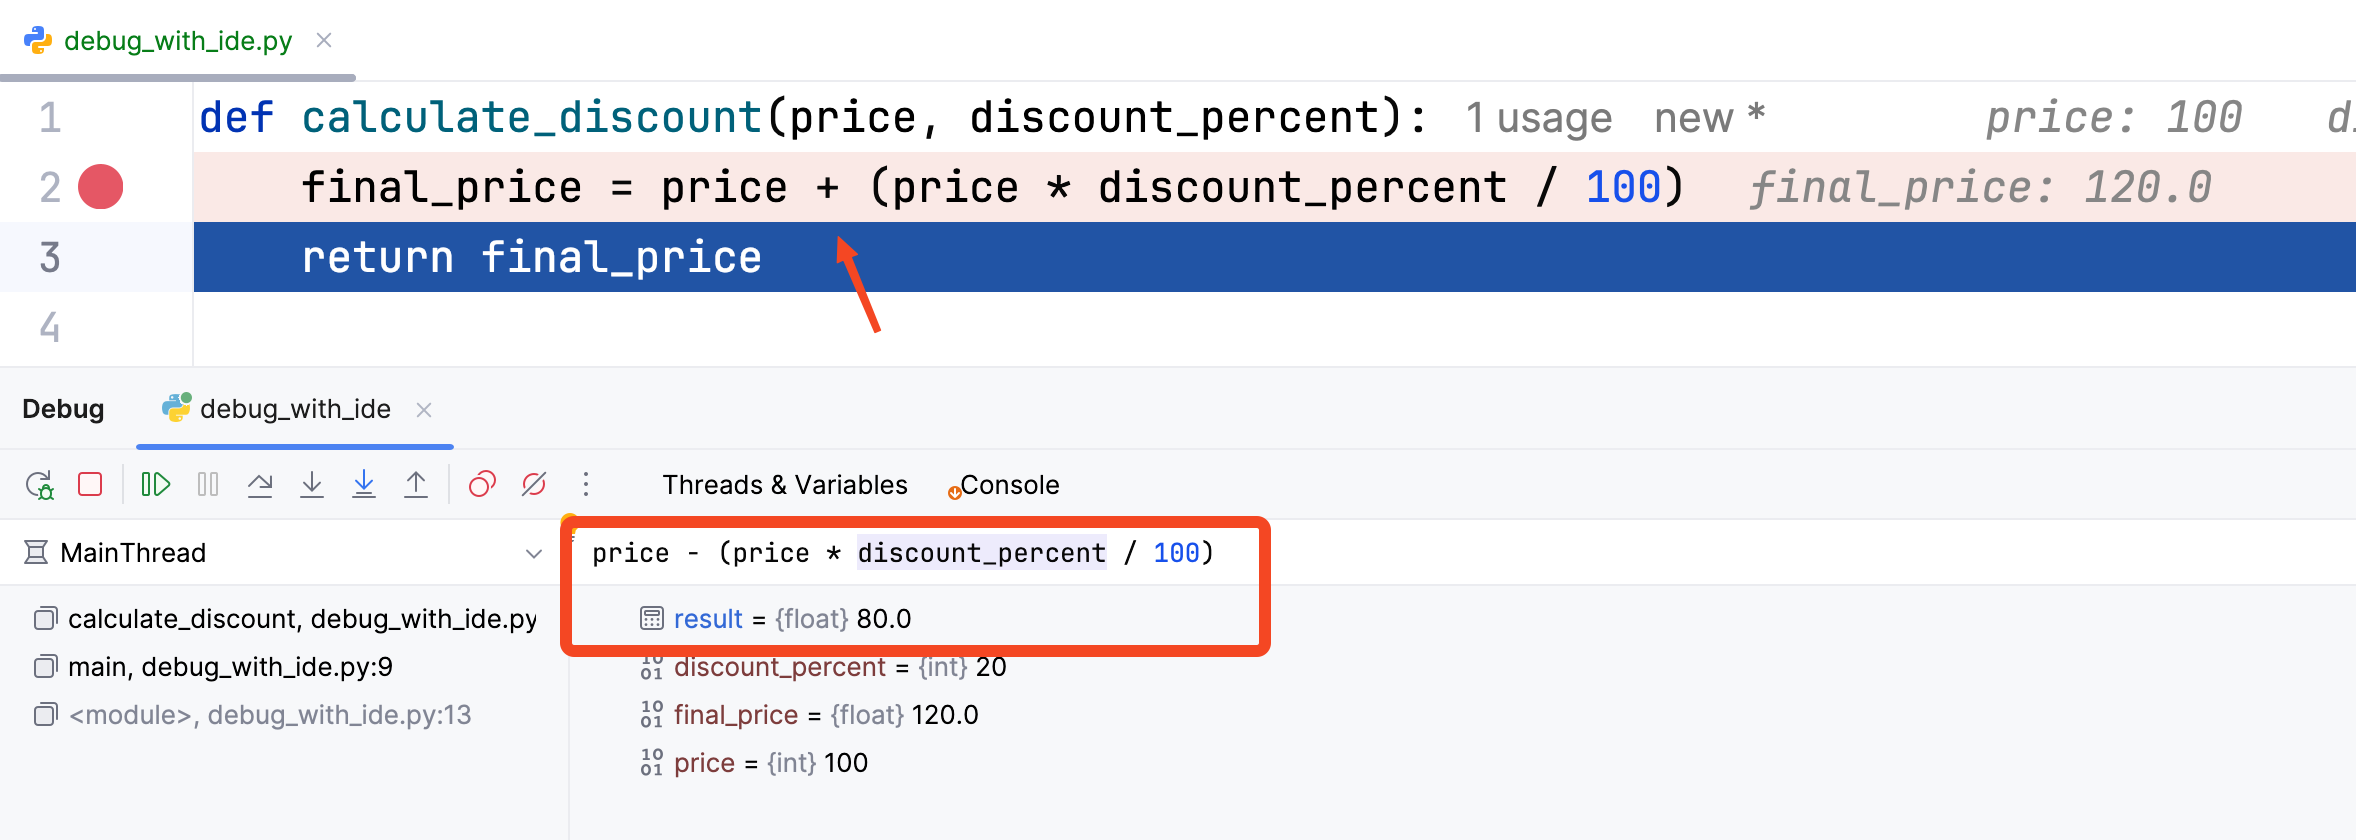 debug_with_ide.py
1 def calculate_discount(price, discount_percent): 1 usage new * price: 100
2 final_price = price + (price * discount_percent / 100) final_price: 120.0
3 return final_price
4
Debug debug_with_ide
Threads & Variables Console
MainThread
price - (price * discount_percent / 100)
calculate_discount, debug_with_ide.py
result = {float} 80.0
main, debug_with_ide.py:9
discount_percent = {int} 20
<module>, debug_with_ide.py:13
final_price = {float} 120.0
price = {int} 100